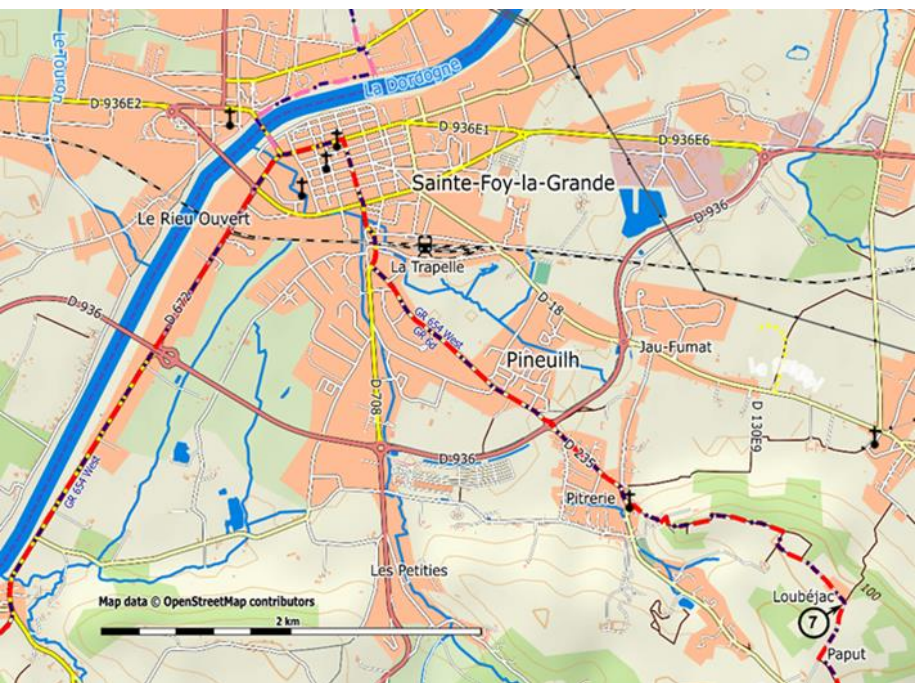 Le Touron
La Dordogne
D 936E2
D 936E1
D 936E6
Sainte-Foy-la-Grande
Le Rieu Ouvert
D 936
La Trapelle
D 672
D 936
D 18
GR 654 West
GR 6d
Jau-Fumat
Pineuilh
D 708
D 130E9
D 936
D 235
GR 654 West
Pitrerie
Les Petities
Loubéjac
100
Map data © OpenStreetMap contributors
2 km
7
Paput